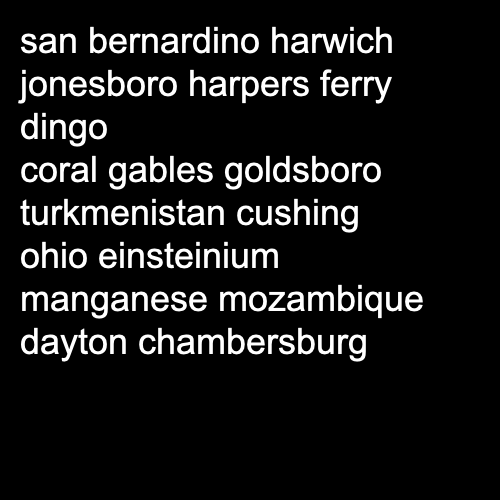 san bernardino harwich
jonesboro harpers ferry
dingo
coral gables goldsboro
turkmenistan cushing
ohio einsteinium
manganese mozambique
dayton chambersburg